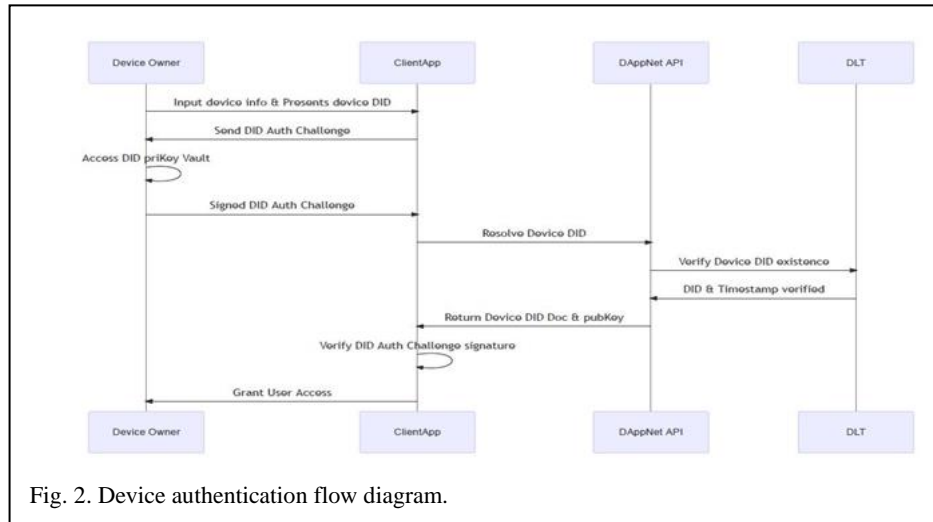 Device Owner
ClientApp
DAppNet API
DLT
Input device info & Presents device DID
Send DID Auth Challenge
Access DID priKey Vault
Signed DID Auth Challenge
Resolve Device DID
Verify Device DID existence
DID & Timestamp verified
Return Device DID Doc & pubKey
Verify DID Auth Challenge signature
Grant User Access
Device Owner
ClientApp
DAppNet API
DLT
Fig. 2. Device authentication flow diagram.